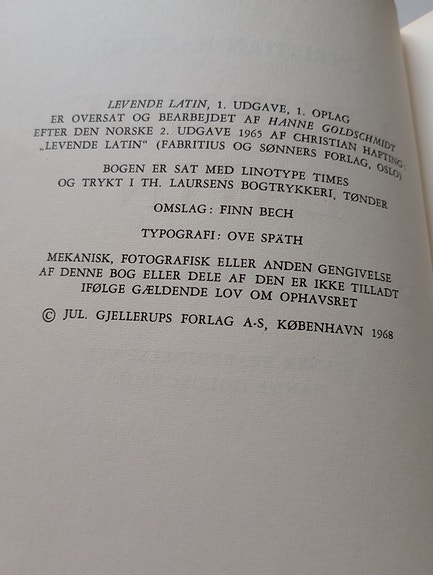 LEVENDE LATIN, 1. UDGAVE, 1. OPLAG
ER OVERSAT OG BEARBEJDET AF HANNE GOLDSCHMIDT
EFTER DEN NORSKE 2. UDGAVE 1965 AF CHRISTIAN HAFTING:
„LEVENDE LATIN“ (FABRITIUS OG SØNNERS FORLAG, OSLO)
BOGEN ER SAT MED LINOTYPE TIMES
OG TRYKT I TH. LAURSENS BOGTRYKKERI, TØNDER
OMSLAG: FINN BECH
TYPOGRAFI: OVE SPÄTH
MEKANISK, FOTOGRAFISK ELLER ANDEN GENGIVELSE
AF DENNE BOG ELLER DELE AF DEN ER IKKE TILLADT
IFØLGE GÆLDENDE LOV OM OPHAVSRET
© JUL. GJELLERUPS FORLAG A-S, KØBENHAVN 1968